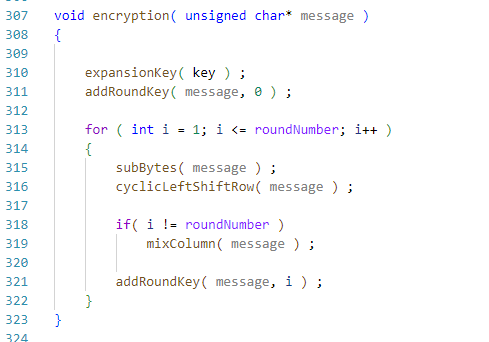 307 void encryption( unsigned char* message )
308 {
309
310 expansionKey( key ) ;
311 addRoundKey( message, 0 ) ;
312
313 for ( int i = 1; i <= roundNumber; i++ )
314 {
315 subBytes( message ) ;
316 cyclicLeftShiftRow( message ) ;
317
318 if( i != roundNumber )
319 mixColumn( message ) ;
320
321 addRoundKey( message, i ) ;
322 }
323 }
324